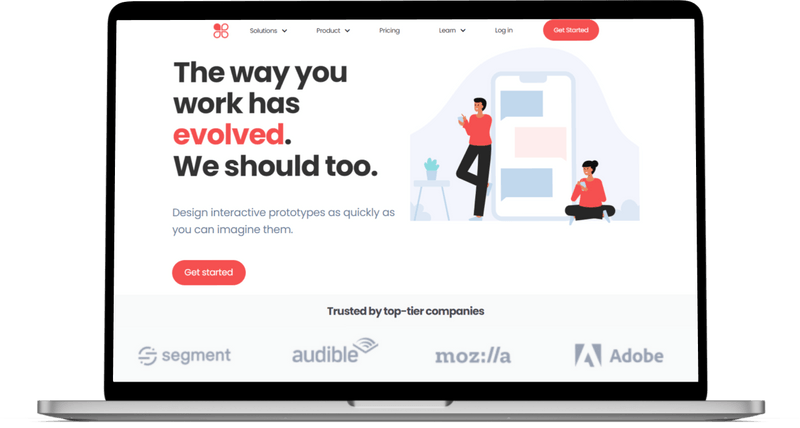 Solutions
Product
Pricing
Learn
Log in
Get Started
The way you
work has
evolved.
We should too.
Design interactive prototypes as quickly as
you can imagine them.
Get started
Trusted by top-tier companies
segment
audible
moz://a
Adobe